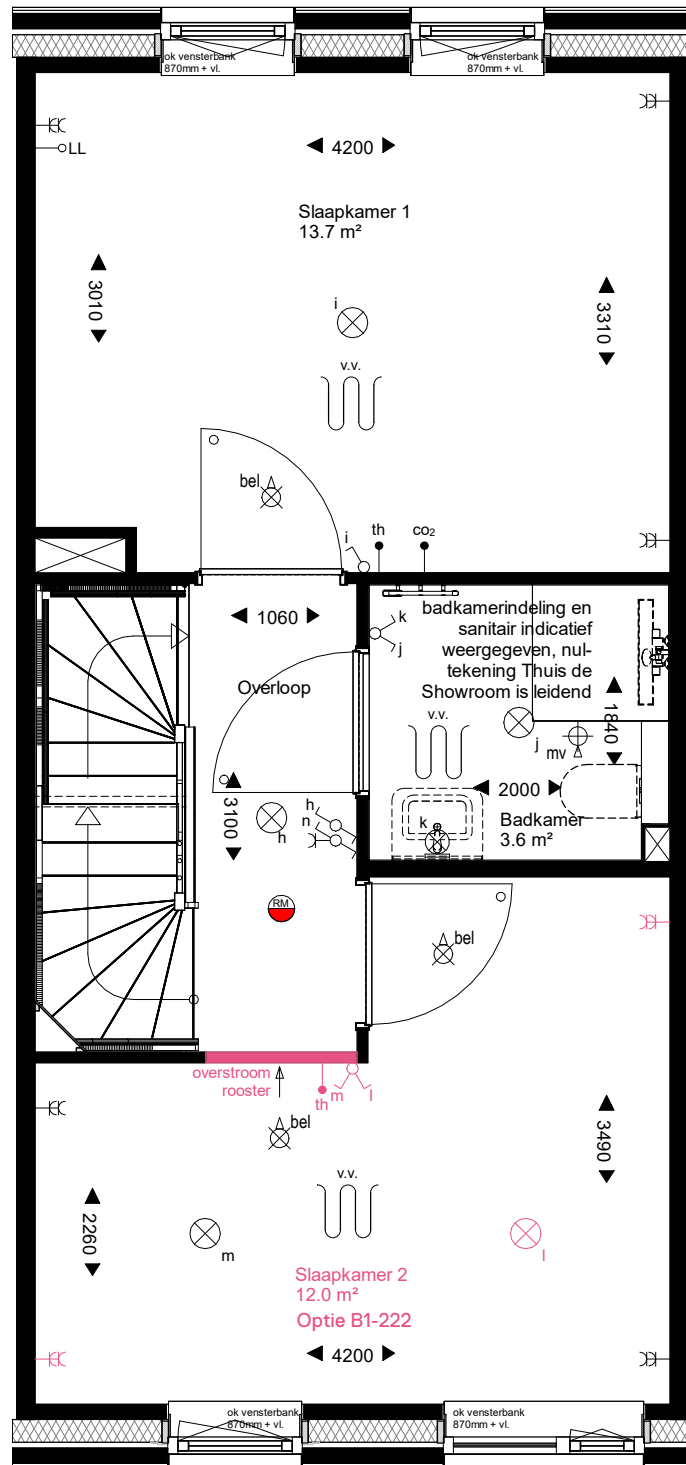 ok vensterbank
870mm + vl.
ok vensterbank
870mm + vl.
LL
4200
Slaapkamer 1
13.7 m²
3010
3310
i
v.v.
bel
i
th
co₂
1060
k
j
badkamerindeling en
sanitair indicatief
weergegeven, nul-
tekening Thuis de
Showroom is leidend
Overloop
v.v.
1840
j
mv
2000
3100
h
n
h
k
Badkamer
3.6 m²
RM
bel
overstroom
rooster
th
m
l
bel
3490
v.v.
2260
m
l
Slaapkamer 2
12.0 m²
Optie B1-222
4200
ok vensterbank
870mm + vl.
ok vensterbank
870mm + vl.